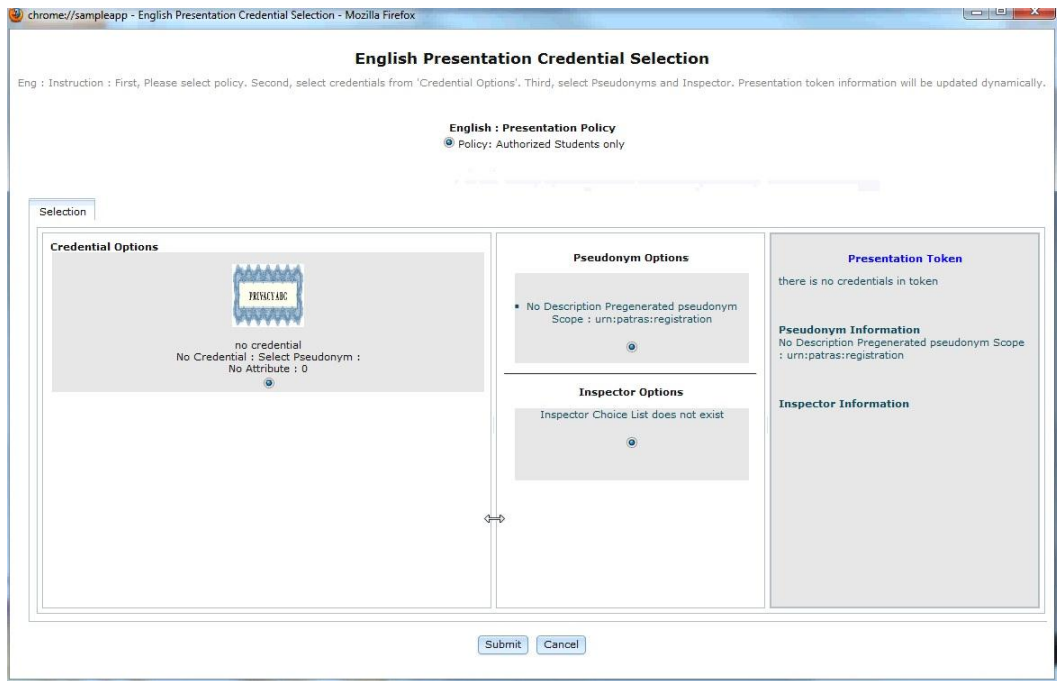 chrome://sampleapp - English Presentation Credential Selection - Mozilla Firefox
English Presentation Credential Selection
Eng : Instruction : First, Please select policy. Second, select credentials from 'Credential Options'. Third, select Pseudonyms and Inspector. Presentation token information will be updated dynamically.
English : Presentation Policy
Policy: Authorized Students only
Selection
Credential Options
PRIVACY ABC
no credential
No Credential : Select Pseudonym :
No Attribute : 0
Pseudonym Options
No Description Pregenerated pseudonym
Scope : urn:patras:registration
Inspector Options
Inspector Choice List does not exist
Presentation Token
there is no credentials in token
Pseudonym Information
No Description Pregenerated pseudonym Scope
: urn:patras:registration
Inspector Information
Submit
Cancel